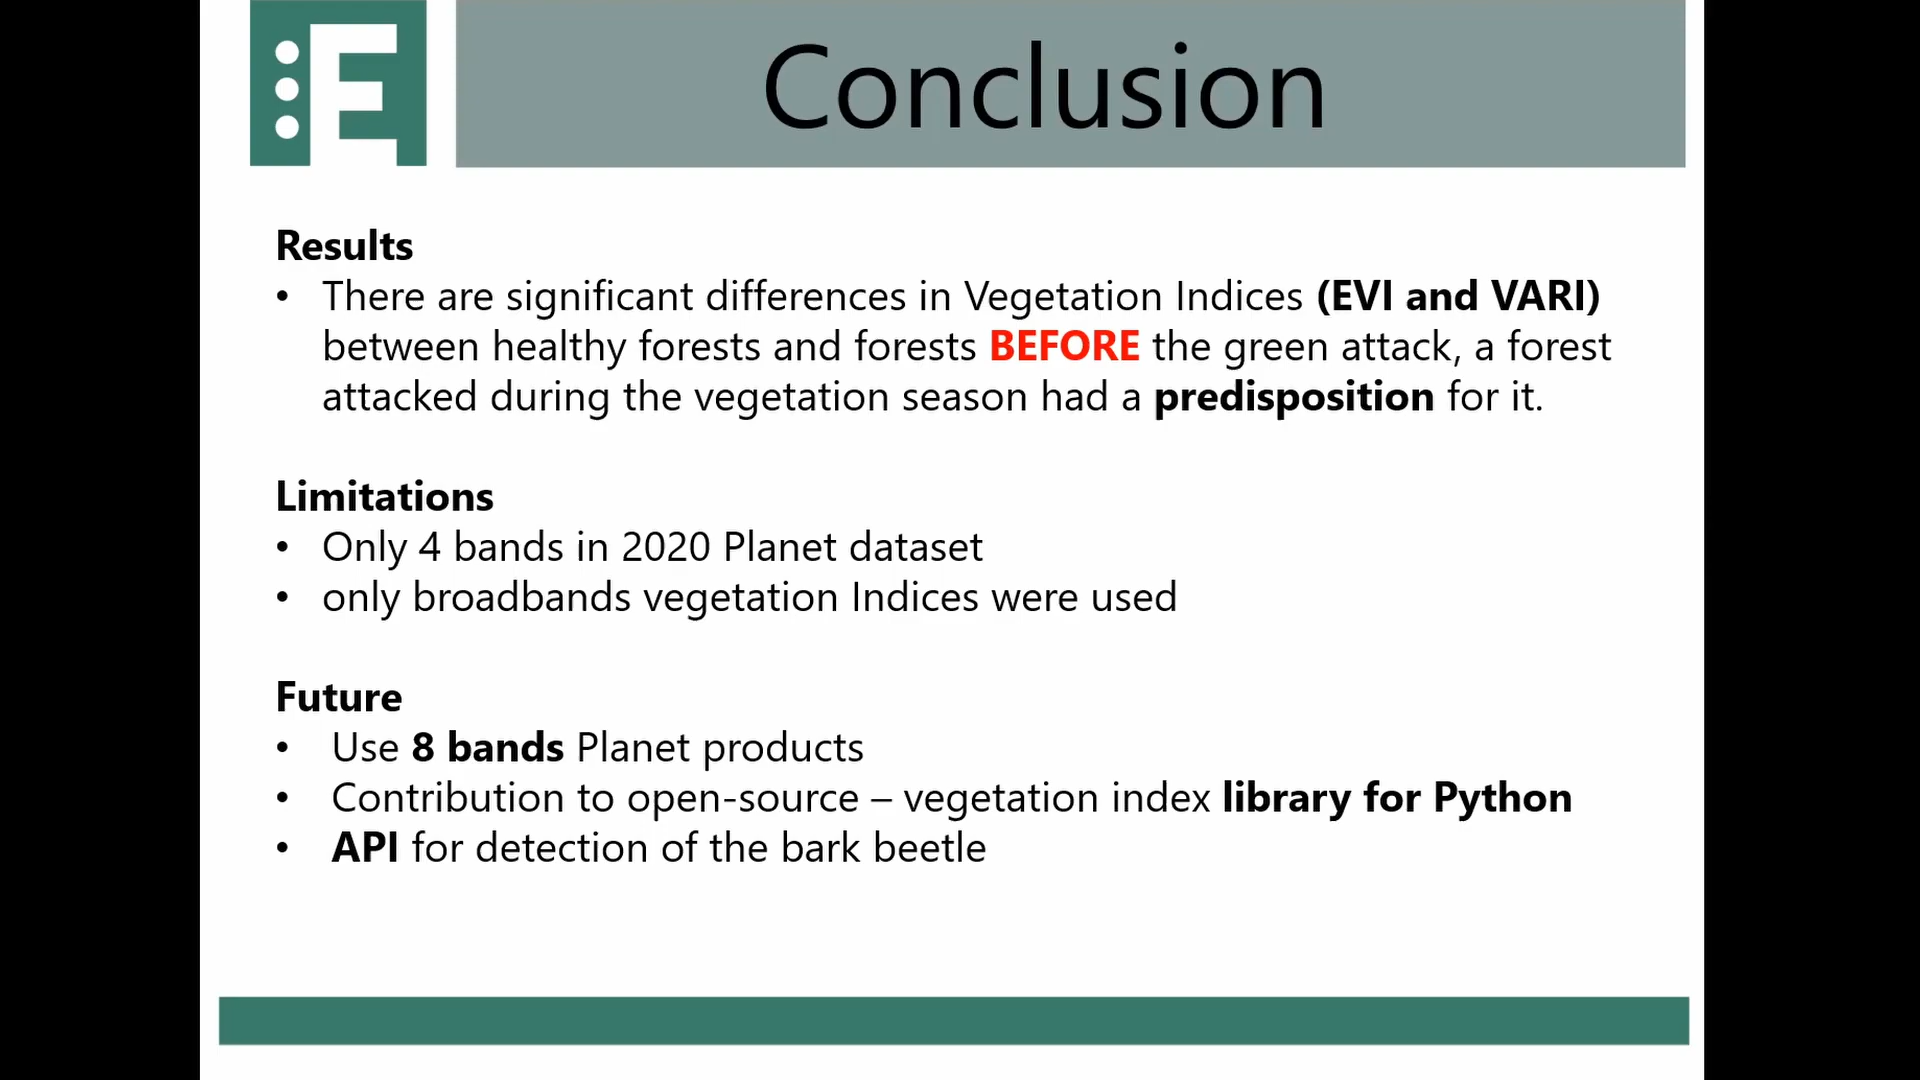 E
Conclusion
Results
• There are significant differences in Vegetation Indices (EVI and VARI)
between healthy forests and forests BEFORE the green attack, a forest
attacked during the vegetation season had a predisposition for it.
Limitations
• Only 4 bands in 2020 Planet dataset
• only broadbands vegetation Indices were used
Future
• Use 8 bands Planet products
• Contribution to open-source – vegetation index library for Python
• API for detection of the bark beetle